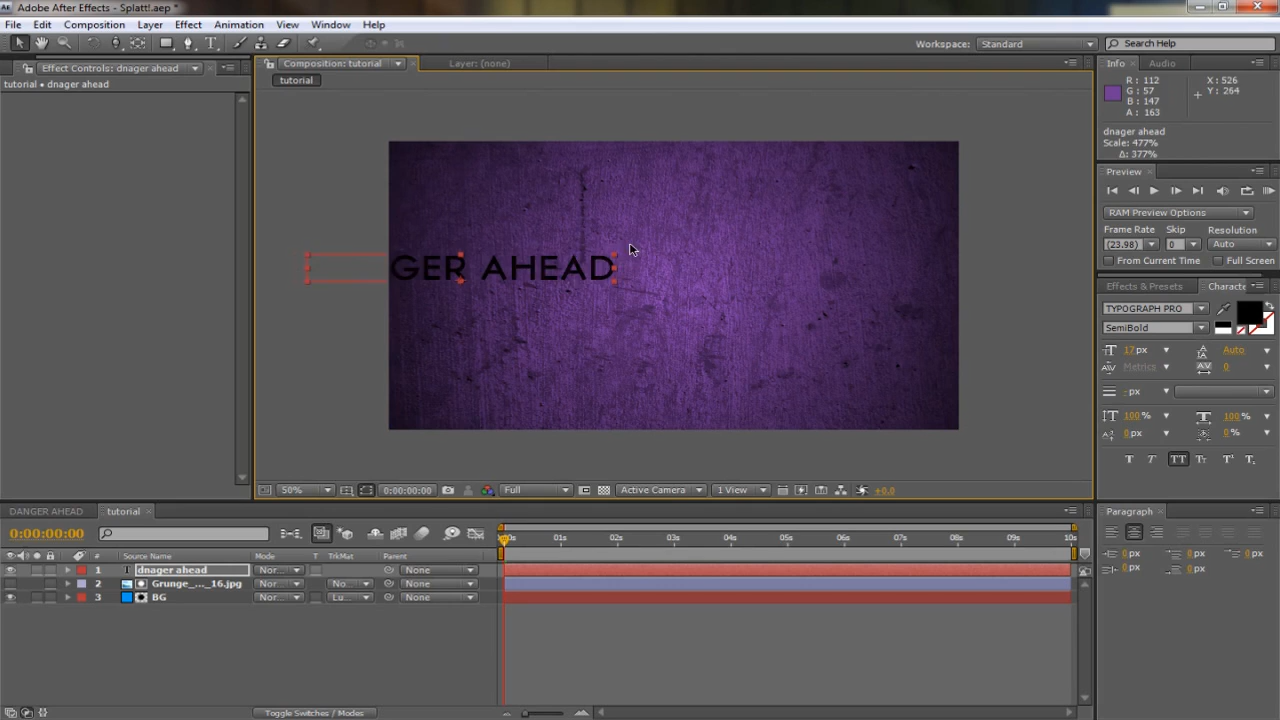 Adobe After Effects - Splatt!.aep *
File Edit Composition Layer Effect Animation View Window Help
Workspace: Standard Search Help
Effect Controls: dnager ahead
tutorial • dnager ahead
Composition: tutorial
Layer: (none)
tutorial
GER AHEAD
Info Audio
R : 112
G : 57
B : 147
A : 163
X : 526
Y : 264
dnager ahead
Scale: 477%
Δ: 377%
Preview
RAM Preview Options
Frame Rate Skip Resolution
(23.98) 0 Auto
From Current Time Full Screen
Effects & Presets Characte
TYPOGRAPH PRO
SemiBold
17 px Auto
Metrics 0
- px
100 % 100 %
0 px 0 %
T T TT Tt T¹ T₁
50% 0:00:00:00 Full Active Camera 1 View +0.0
DANGER AHEAD tutorial
0:00:00:00
# Source Name Mode T TrkMat Parent
1 T dnager ahead Nor... None
2 Grunge_..._16.jpg Nor... No... None
3 BG Nor... Lu... None
01s 02s 03s 04s 05s 06s 07s 08s 09s 10s
Toggle Switches / Modes
Paragraph
0 px 0 px 0 px
0 px 0 px